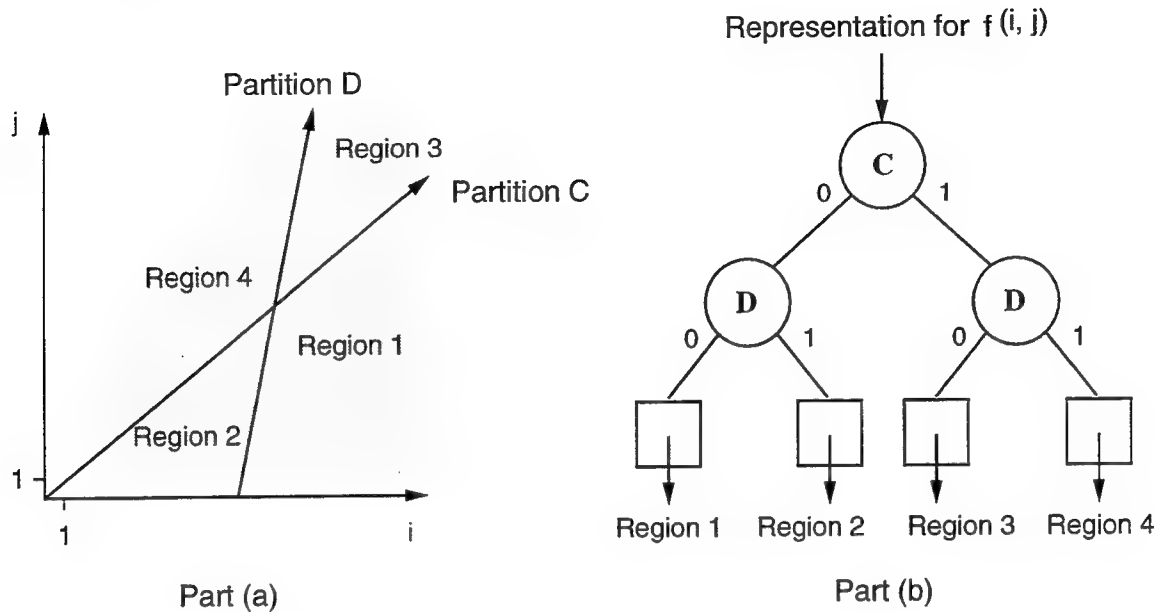 Partition D
j
Region 3
Partition C
Region 4
Region 1
Region 2
1
1
i
Part (a)
Representation for f (i, j)
C
0
1
D
D
0
1
0
1
Region 1
Region 2
Region 3
Region 4
Part (b)